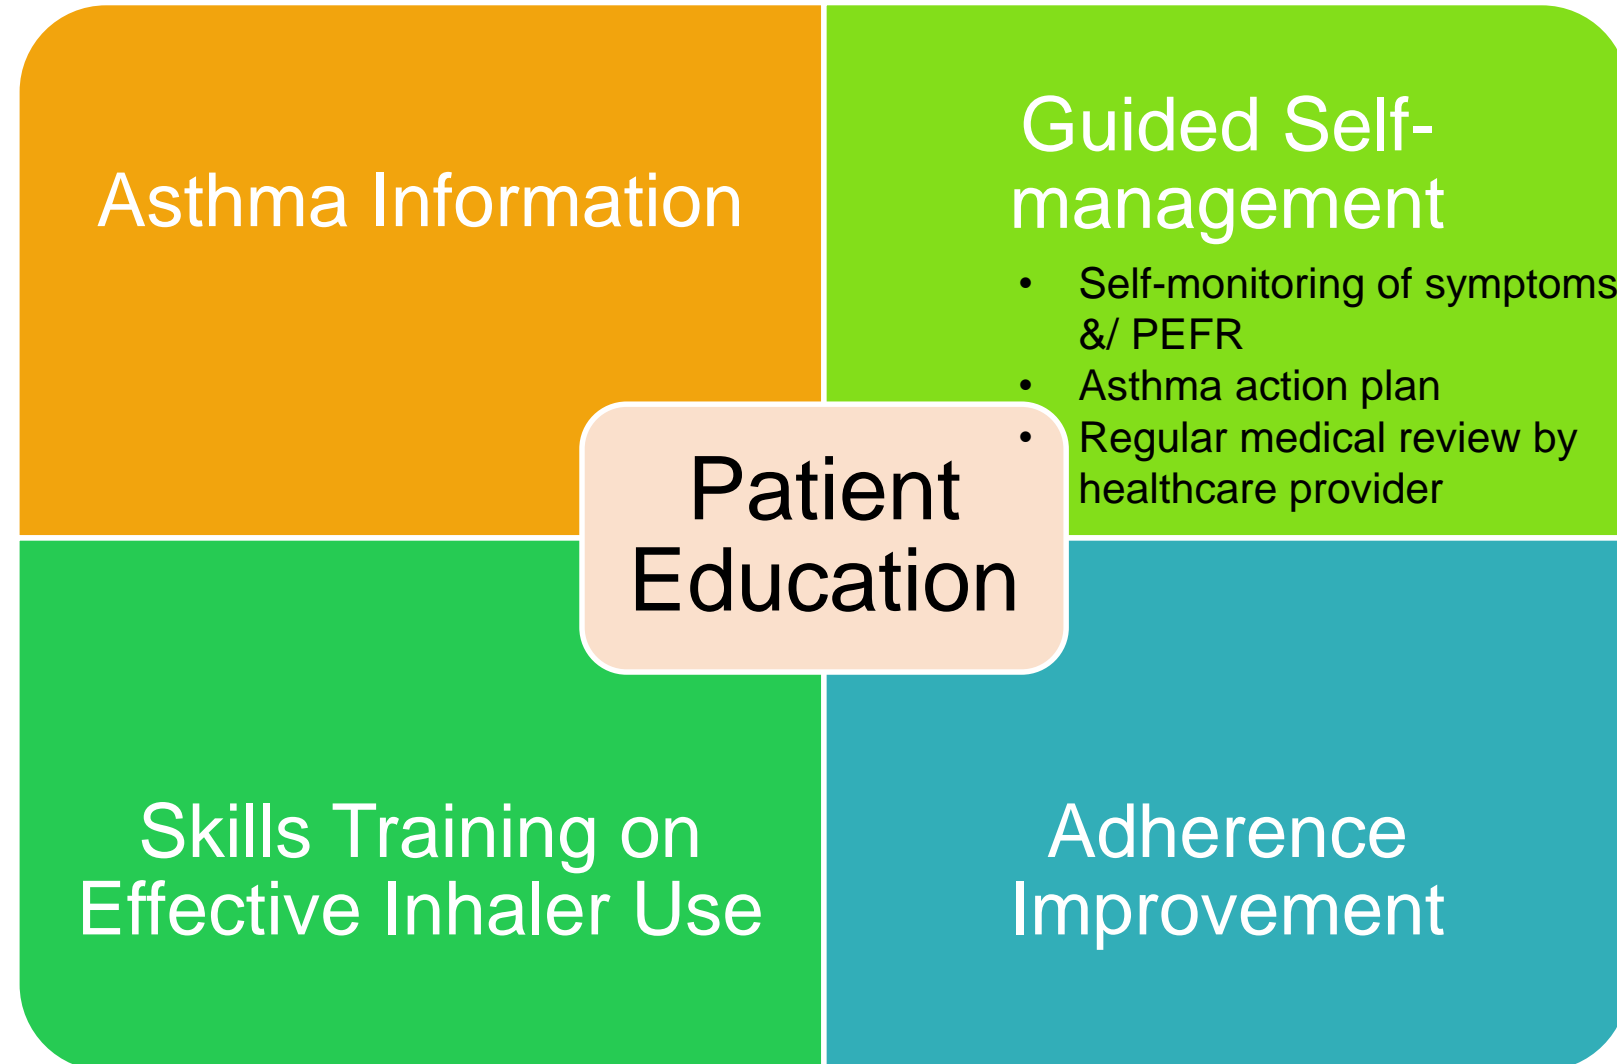 Asthma Information
Guided Self-
management
• Self-monitoring of symptoms
&/ PEFR
• Asthma action plan
• Regular medical review by
healthcare provider
Patient
Education
Skills Training on
Effective Inhaler Use
Adherence
Improvement